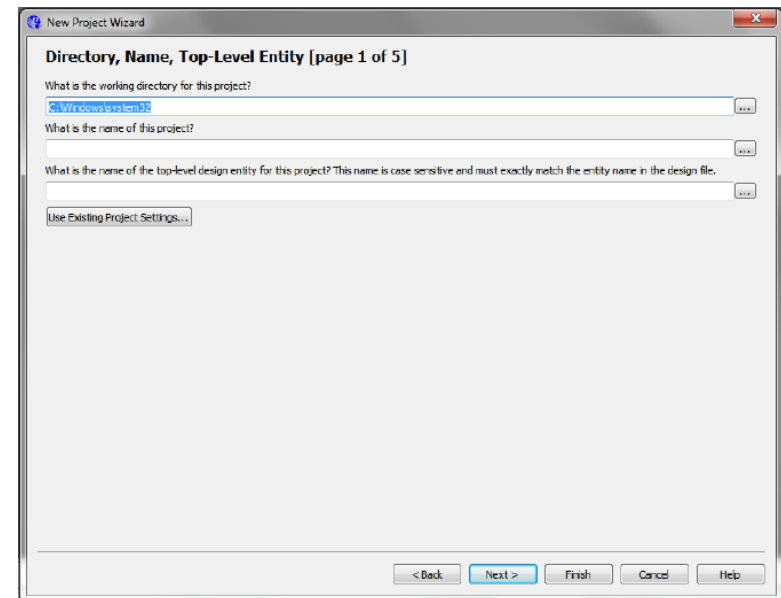 New Project Wizard
Directory, Name, Top-Level Entity [page 1 of 5]
What is the working directory for this project?
C:\Windows\system32
...
What is the name of this project?
...
What is the name of the top-level design entity for this project? This name is case sensitive and must exactly match the entity name in the design file.
...
Use Existing Project Settings...
< Back Next > Finish Cancel Help